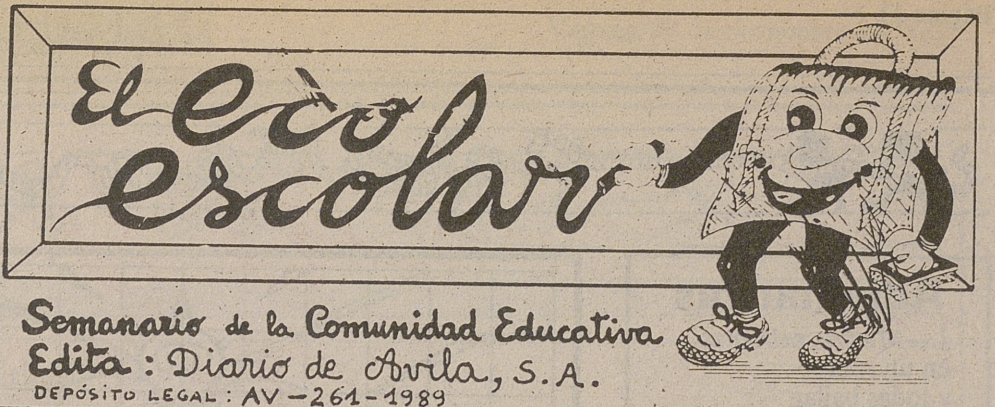 El eco
escolar
Semanario de la Comunidad Educativa
Edita : Diario de Avila, S.A.
DEPÓSITO LEGAL : AV - 261 - 1989